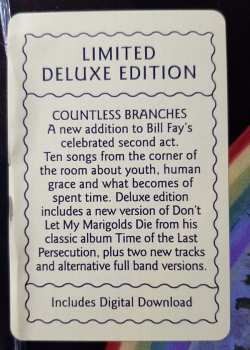 LIMITED
DELUXE EDITION
COUNTLESS BRANCHES
A new addition to Bill Fay's
celebrated second act.
Ten songs from the corner of
the room about youth, human
grace and what becomes of
spent time. Deluxe edition
includes a new version of Don't
Let My Marigolds Die from his
classic album Time of the Last
Persecution, plus two new tracks
and alternative full band versions.
Includes Digital Download